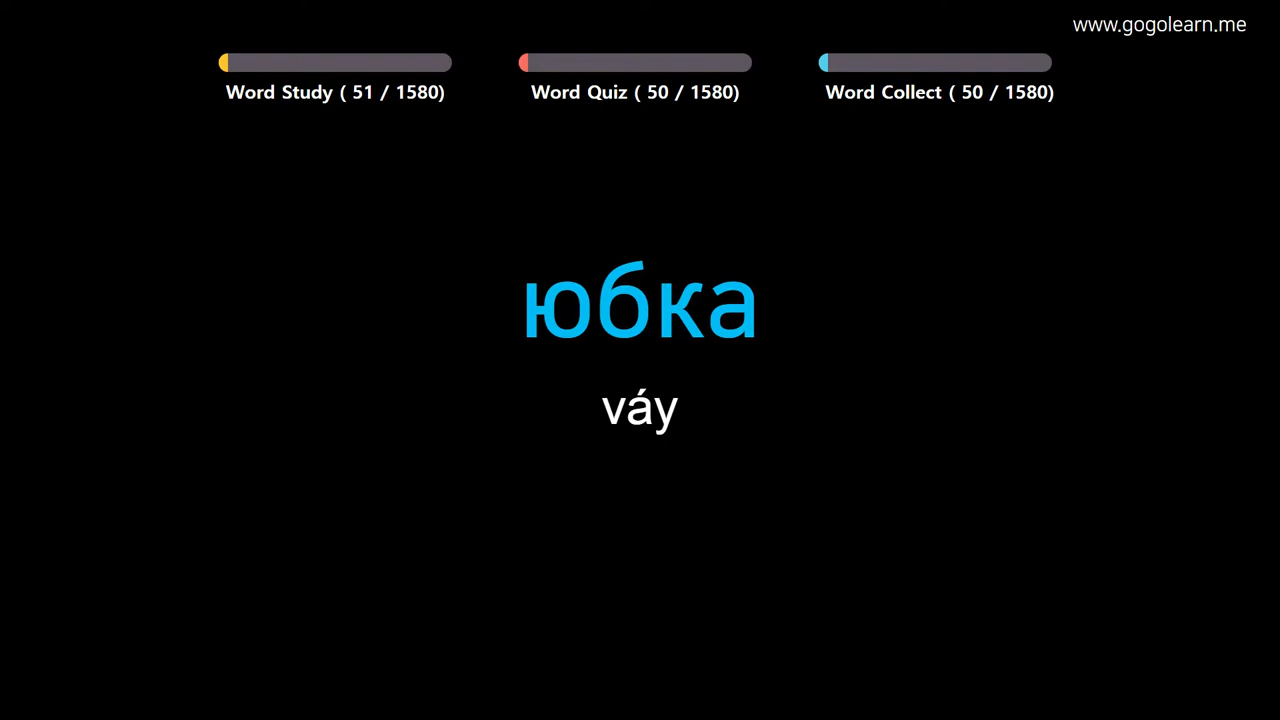 www.gogolearn.me
Word Study ( 51 / 1580)
Word Quiz ( 50 / 1580)
Word Collect ( 50 / 1580)
юбка
váy